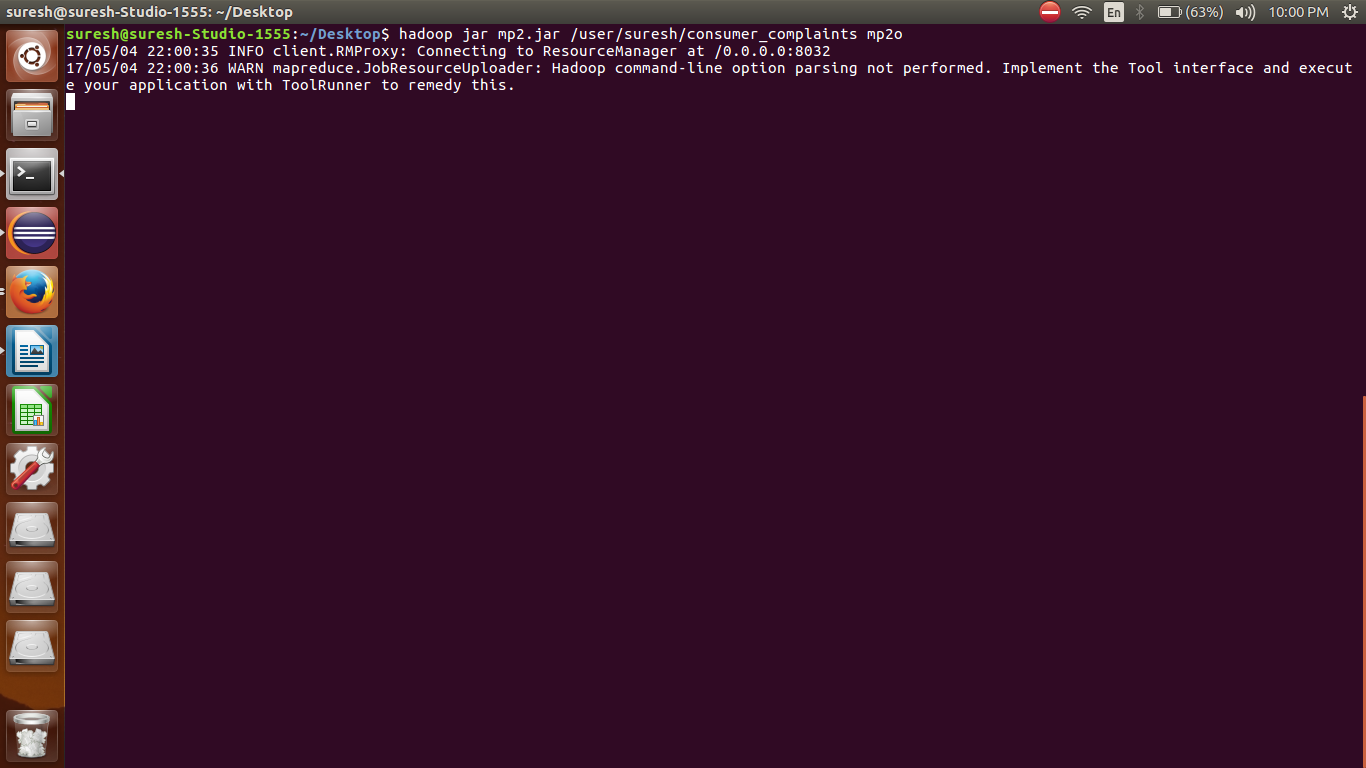 suresh@suresh-Studio-1555: ~/Desktop
En
(63%)
10:00 PM
suresh@suresh-Studio-1555:~/Desktop$ hadoop jar mp2.jar /user/suresh/consumer_complaints mp2o
17/05/04 22:00:35 INFO client.RMProxy: Connecting to ResourceManager at /0.0.0.0:8032
17/05/04 22:00:36 WARN mapreduce.JobResourceUploader: Hadoop command-line option parsing not performed. Implement the Tool interface and execut
e your application with ToolRunner to remedy this.